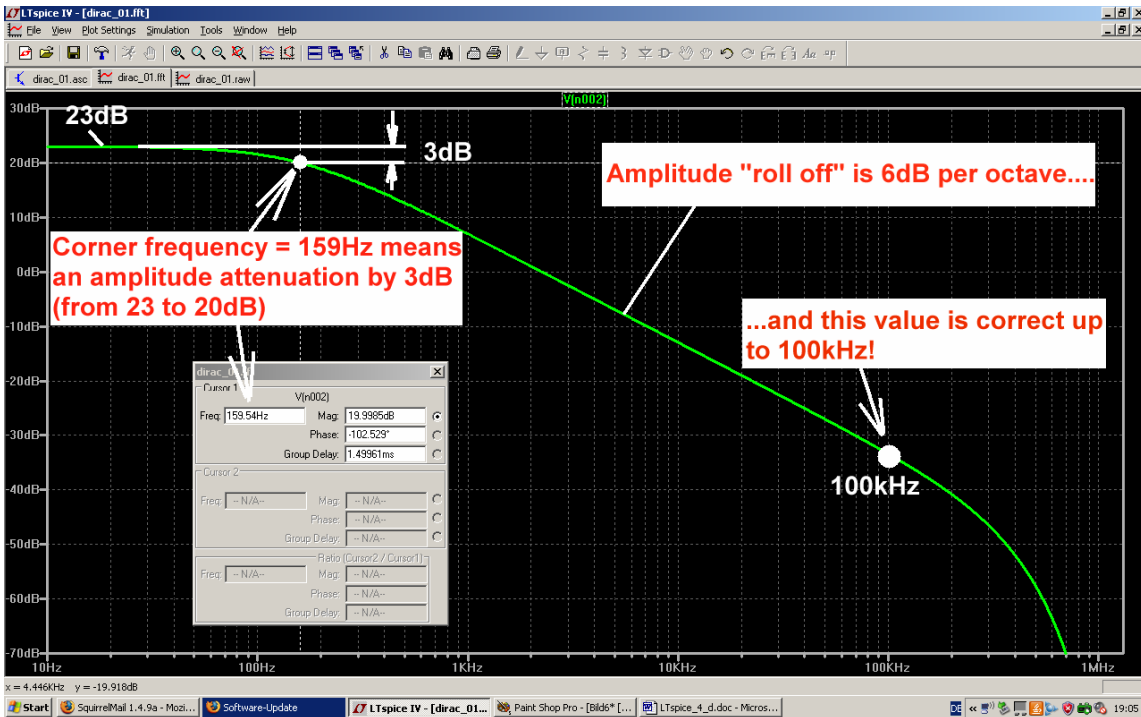 LTspice IV - [dirac_01.fft]
File View Plot Settings Simulation Tools Window Help
dirac_01.asc dirac_01.fft dirac_01.raw
V(n002)
30dB
23dB
20dB
10dB
0dB
-10dB
-20dB
-30dB
-40dB
-50dB
-60dB
-70dB
3dB
Amplitude "roll off" is 6dB per octave....
Corner frequency = 159Hz means
an amplitude attenuation by 3dB
(from 23 to 20dB)
...and this value is correct up
to 100kHz!
100kHz
Cursor 1
V(n002)
Freq: 159.54Hz Mag: 19.9985dB
Phase: -102.529°
Group Delay: 1.49961ms
Cursor 2
Freq: -- N/A-- Mag: -- N/A--
Phase: -- N/A--
Group Delay: -- N/A--
Ratio (Cursor2 / Cursor1)
Freq: -- N/A-- Mag: -- N/A--
Phase: -- N/A--
Group Delay: -- N/A--
10Hz 100Hz 1KHz 10KHz 100KHz 1MHz
x = 4.446KHz y = -19.918dB
Start SquirrelMail 1.4.9a - Mozi... Software-Update LTspice IV - [dirac_01... Paint Shop Pro - [Bild6* [... LTspice_4_d.doc - Micros... DE 19:05